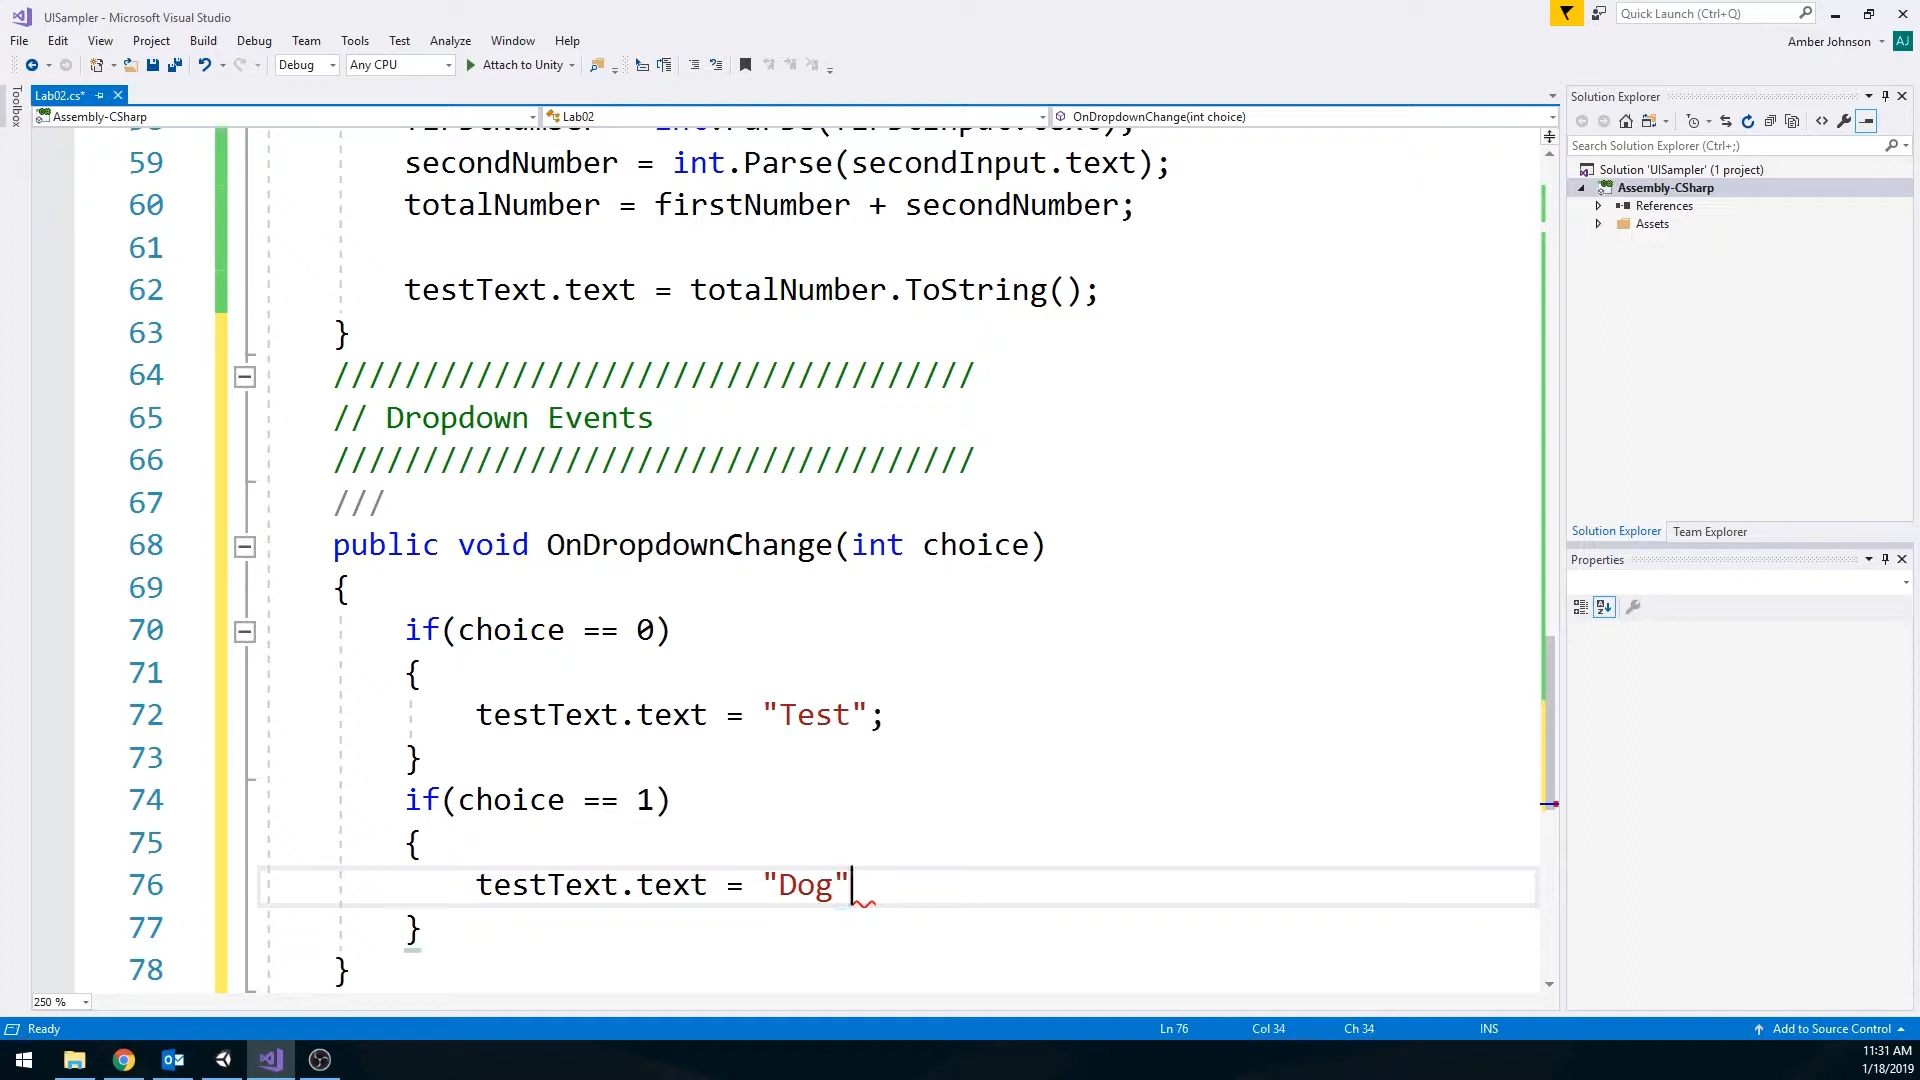 UISampler - Microsoft Visual Studio
Quick Launch (Ctrl+Q)
File Edit View Project Build Debug Team Tools Test Analyze Window Help
Amber Johnson AJ
Debug Any CPU Attach to Unity
Toolbox
Lab02.cs*
Assembly-CSharp Lab02 OnDropdownChange(int choice)
59 secondNumber = int.Parse(secondInput.text);
60 totalNumber = firstNumber + secondNumber;
61
62 testText.text = totalNumber.ToString();
63 }
64 ////////////////////////////////////
65 // Dropdown Events
66 ////////////////////////////////////
67 ///
68 public void OnDropdownChange(int choice)
69 {
70 if(choice == 0)
71 {
72 testText.text = "Test";
73 }
74 if(choice == 1)
75 {
76 testText.text = "Dog"
77 }
78 }
250 %
Solution Explorer
Search Solution Explorer (Ctrl+;)
Solution 'UISampler' (1 project)
Assembly-CSharp
References
Assets
Solution Explorer Team Explorer
Properties
Ready Ln 76 Col 34 Ch 34 INS Add to Source Control
11:31 AM
1/18/2019